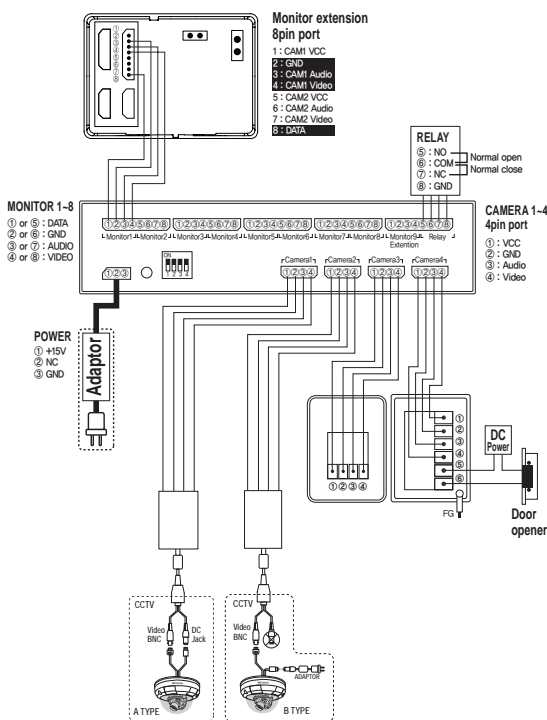 Monitor extension
8pin port
1 : CAM1 VCC
2 : GND
3 : CAM1 Audio
4 : CAM1 Video
5 : CAM2 VCC
6 : CAM2 Audio
7 : CAM2 Video
8 : DATA
RELAY
⑤ : NO
⑥ : COM
⑦ : NC
⑧ : GND
Normal open
Normal close
MONITOR 1~8
① or ⑤ : DATA
② or ⑥ : GND
③ or ⑦ : AUDIO
④ or ⑧ : VIDEO
①②③④⑤⑥⑦⑧ ①②③④⑤⑥⑦⑧ ①②③④⑤⑥⑦⑧ ①②③④⑤⑥⑦⑧ ①②③④⑤⑥⑦⑧
Monitor1 Monitor2 Monitor3 Monitor4 Monitor5 Monitor6 Monitor7 Monitor8 Monitor9 Relay
Extention
CAMERA 1~4
4pin port
① : VCC
② : GND
③ : Audio
④ : Video
①②③
ON
1 2 3 4
Camera1 Camera2 Camera3 Camera4
①②③④ ①②③④ ①②③④ ①②③④
POWER
① +15V
② NC
③ GND
Adaptor
① ② ③ ④
①
②
③
④
⑤
⑥
FG
DC
Power
Door
opener
CCTV
Video
BNC
DC
Jack
A TYPE
CCTV
Video
BNC
ADAPTOR
B TYPE